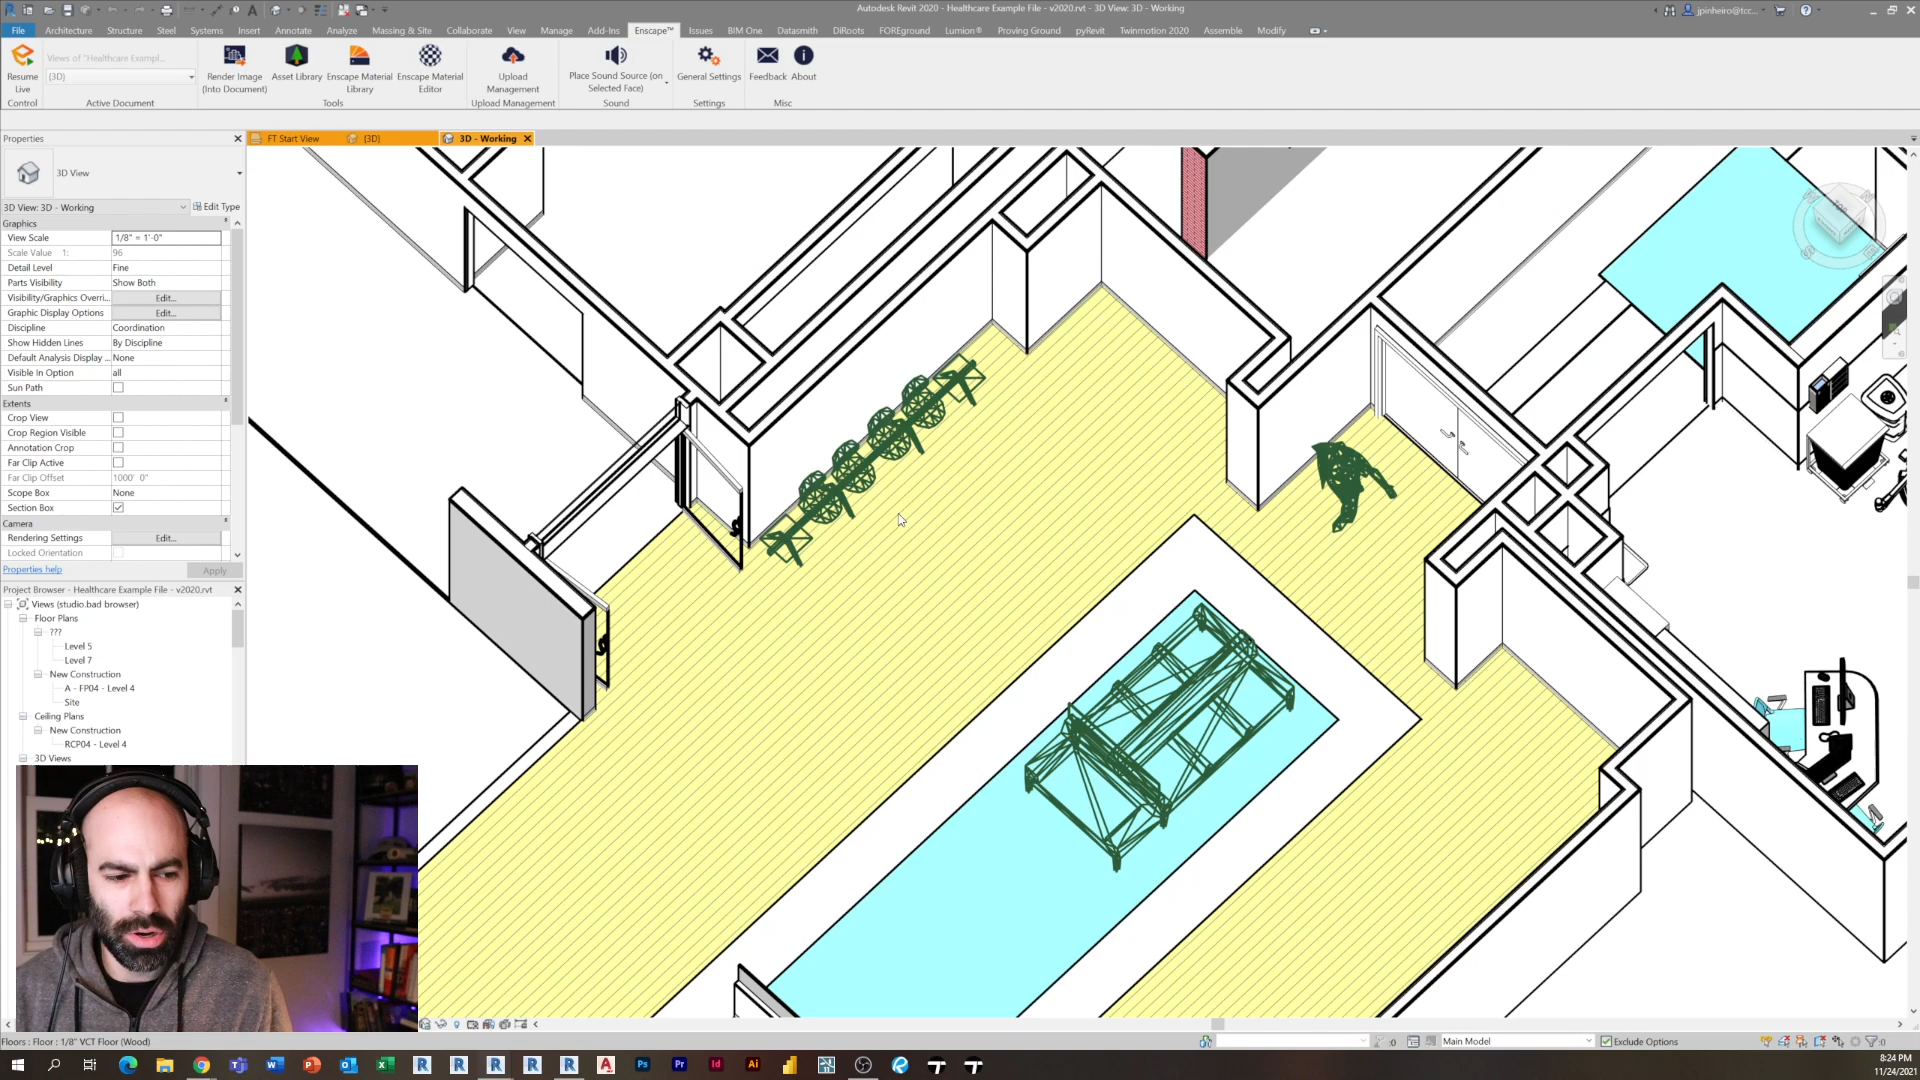 Autodesk Revit 2020 - Healthcare Example File - v2020.rvt - 3D View: 3D - Working
jpinheiro@tcc...
File Architecture Structure Steel Systems Insert Annotate Analyze Massing & Site Collaborate View Manage Add-Ins Enscape™ Issues BIM One Datasmith DiRoots FOREground Lumion® Proving Ground pyRevit Twinmotion 2020 Assemble Modify
Resume Live
Control
Views of "Healthcare Exampl...
{3D}
Active Document
Render Image (Into Document)
Asset Library
Enscape Material Library
Enscape Material Editor
Tools
Upload Management
Upload Management
Place Sound Source (on Selected Face)
Sound
General Settings
Settings
Feedback
About
Misc
Properties
FT Start View
{3D}
3D - Working
3D View
3D View: 3D - Working
Edit Type
Graphics
View Scale 1/8" = 1'-0"
Scale Value 1: 96
Detail Level Fine
Parts Visibility Show Both
Visibility/Graphics Overri... Edit...
Graphic Display Options Edit...
Discipline Coordination
Show Hidden Lines By Discipline
Default Analysis Display ... None
Visible In Option all
Sun Path
Extents
Crop View
Crop Region Visible
Annotation Crop
Far Clip Active
Far Clip Offset 1000' 0"
Scope Box None
Section Box
Camera
Rendering Settings Edit...
Locked Orientation
Properties help
Apply
Project Browser - Healthcare Example File - v2020.rvt
Views (studio.bad browser)
Floor Plans
???
Level 5
Level 7
New Construction
A - FP04 - Level 4
Site
Ceiling Plans
New Construction
RCP04 - Level 4
3D Views
Floors : Floor : 1/8" VCT Floor (Wood)
:0
Main Model
Exclude Options
:0
8:24 PM
11/24/2021